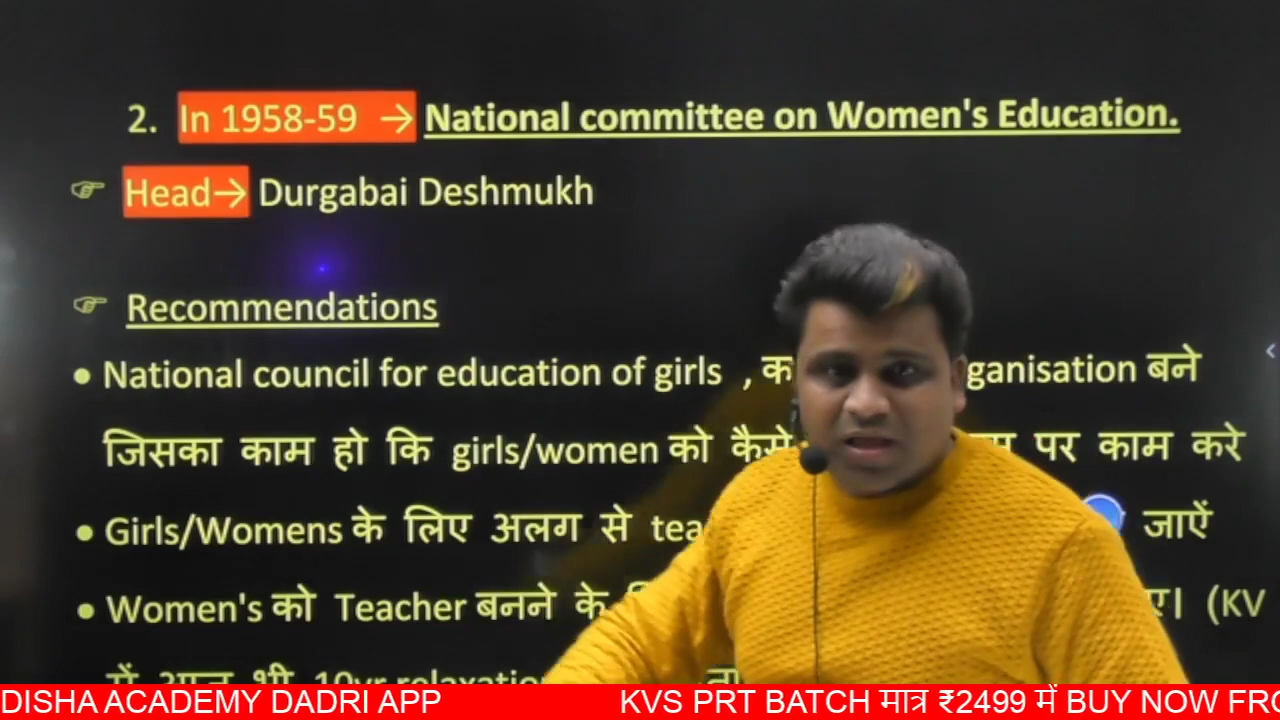 2. In 1958-59 → National committee on Women's Education.
☞ Head→ Durgabai Deshmukh
☞ Recommendations
• National council for education of girls , ganisation बने
जिसका काम हो कि girls/women को कैसे पर काम करे
• Girls/Womens के लिए अलग से जाऐं
• Women's को Teacher बनने के (KV
10yr
DISHA ACADEMY DADRI APP KVS PRT BATCH मात्र ₹2499 में BUY NOW